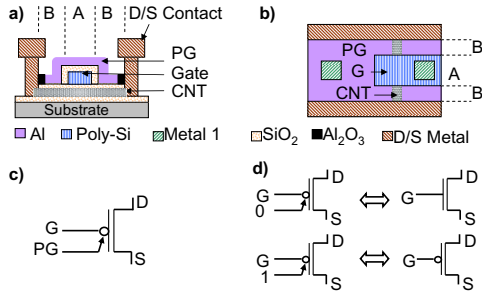 a)
B A B D/S Contact
PG
Gate
CNT
Substrate
b)
PG
G
CNT
B
A
B
Al Poly-Si Metal 1 SiO₂ Al₂O₃ D/S Metal
c)
G
PG
D
S
d)
G
0
D
S
G
D
S
G
1
D
S
G
D
S